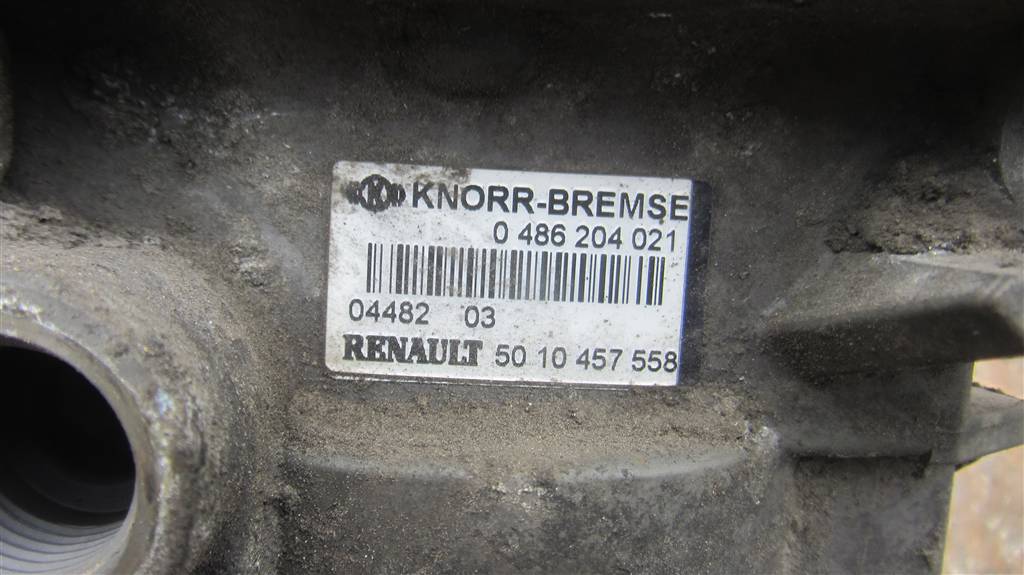 K KNORR-BREMSE
0 486 204 021
04482 03
RENAULT 50 10 457 558